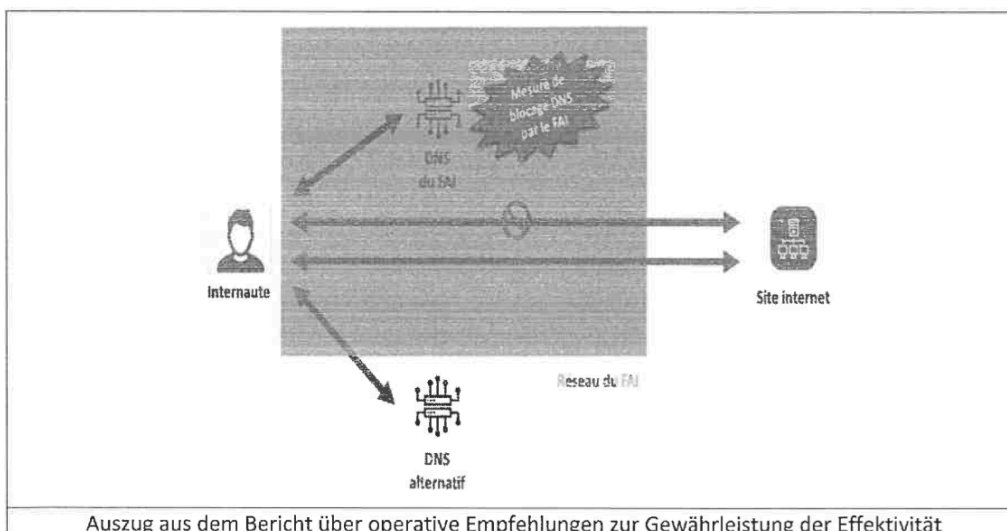 Mesure de
blocage DNS
par le FAI
DNS
du FAI
Internaute
Site internet
Réseau du FAI
DNS
alternatif
Auszug aus dem Bericht über operative Empfehlungen zur Gewährleistung der Effektivität